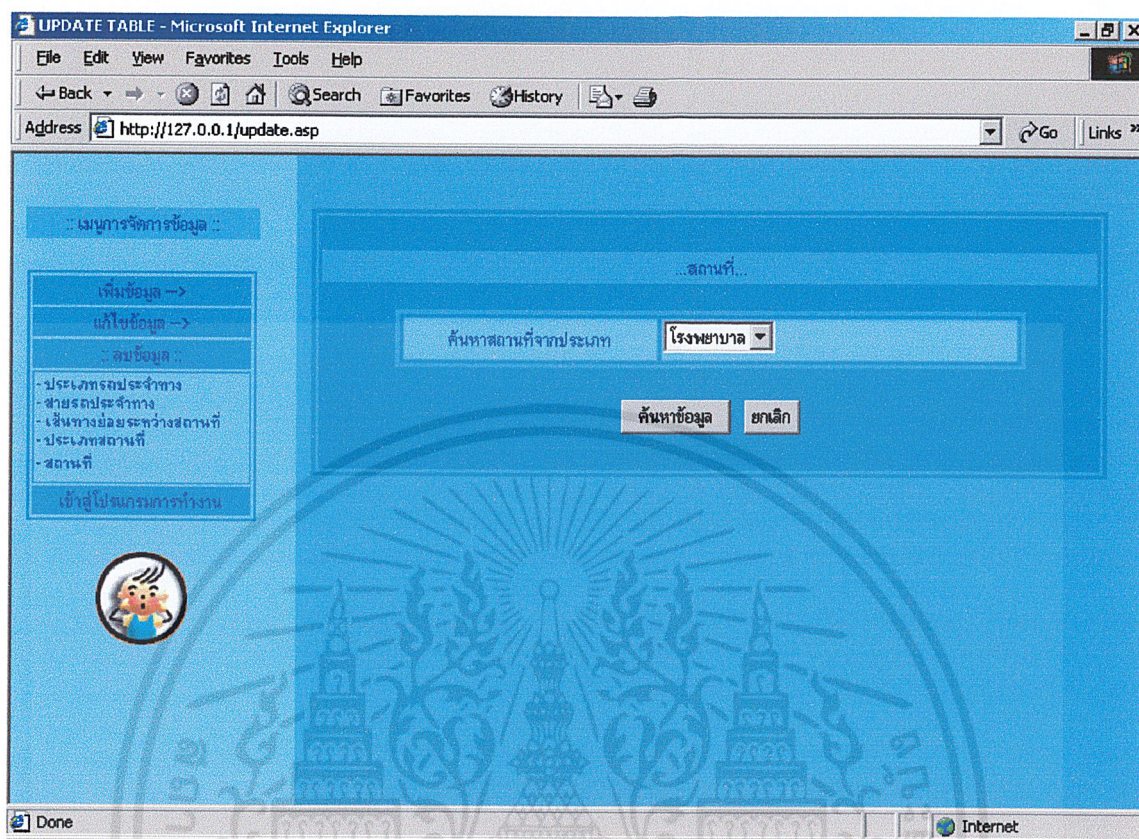 UPDATE TABLE - Microsoft Internet Explorer
File Edit View Favorites Tools Help
Back Search Favorites History
Address http://127.0.0.1/update.asp Go Links »
:: เมนูการจัดการข้อมูล ::
เพิ่มข้อมูล -->
แก้ไขข้อมูล -->
:: ลบข้อมูล ::
- ประเภทรถประจำทาง
- สายรถประจำทาง
- เส้นทางย่อยระหว่างสถานที่
- ประเภทสถานที่
- สถานที่
เข้าสู่โปรแกรมการทำงาน
...สถานที่...
ค้นหาสถานที่จากประเภท โรงพยาบาล
ค้นหาข้อมูล ยกเลิก
Done Internet